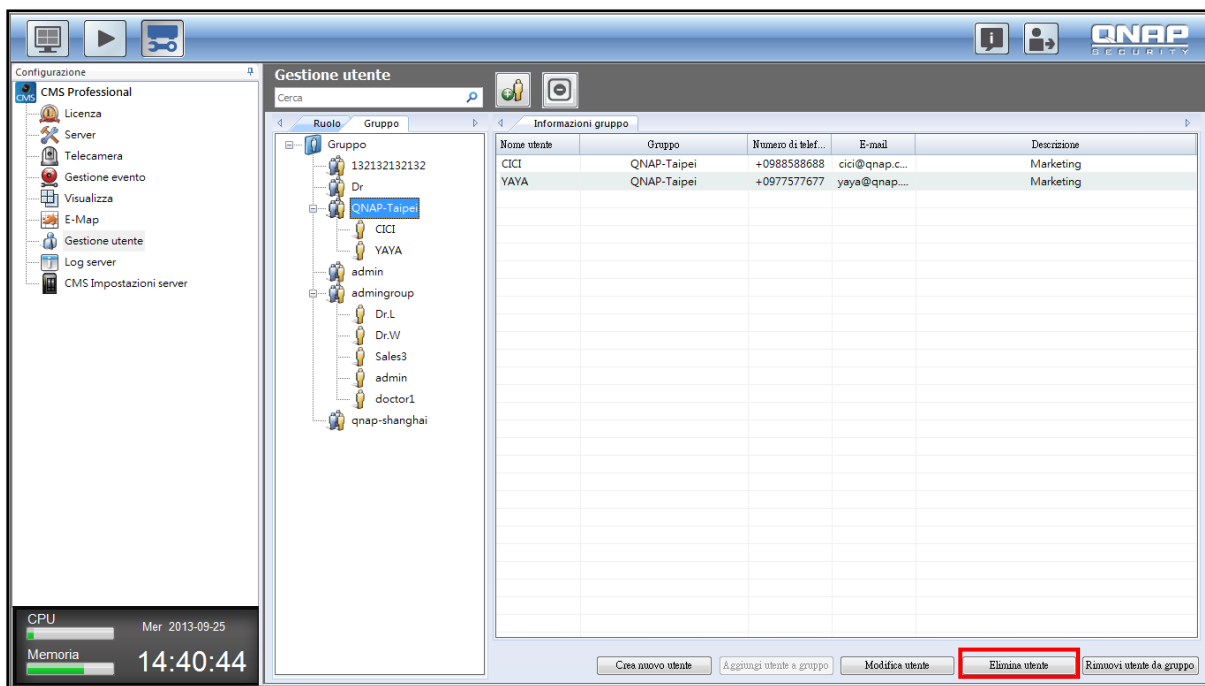 QNAP
SECURITY
Configurazione
CMS
CMS Professional
Licenza
Server
Telecamera
Gestione evento
Visualizza
E-Map
Gestione utente
Log server
CMS Impostazioni server
CPU
Mer 2013-09-25
Memoria
14:40:44
Gestione utente
Cerca
Ruolo Gruppo
Gruppo
132132132132
Dr
QNAP-Taipei
CICI
YAYA
admin
admingroup
Dr.L
Dr.W
Sales3
admin
doctor1
qnap-shanghai
Informazioni gruppo
Nome utente Gruppo Numero di telef... E-mail Descrizione
CICI QNAP-Taipei +0988588688 cici@qnap.c... Marketing
YAYA QNAP-Taipei +0977577677 yaya@qnap.... Marketing
Crea nuovo utente Aggiungi utente a gruppo Modifica utente Elimina utente Rimuovi utente da gruppo